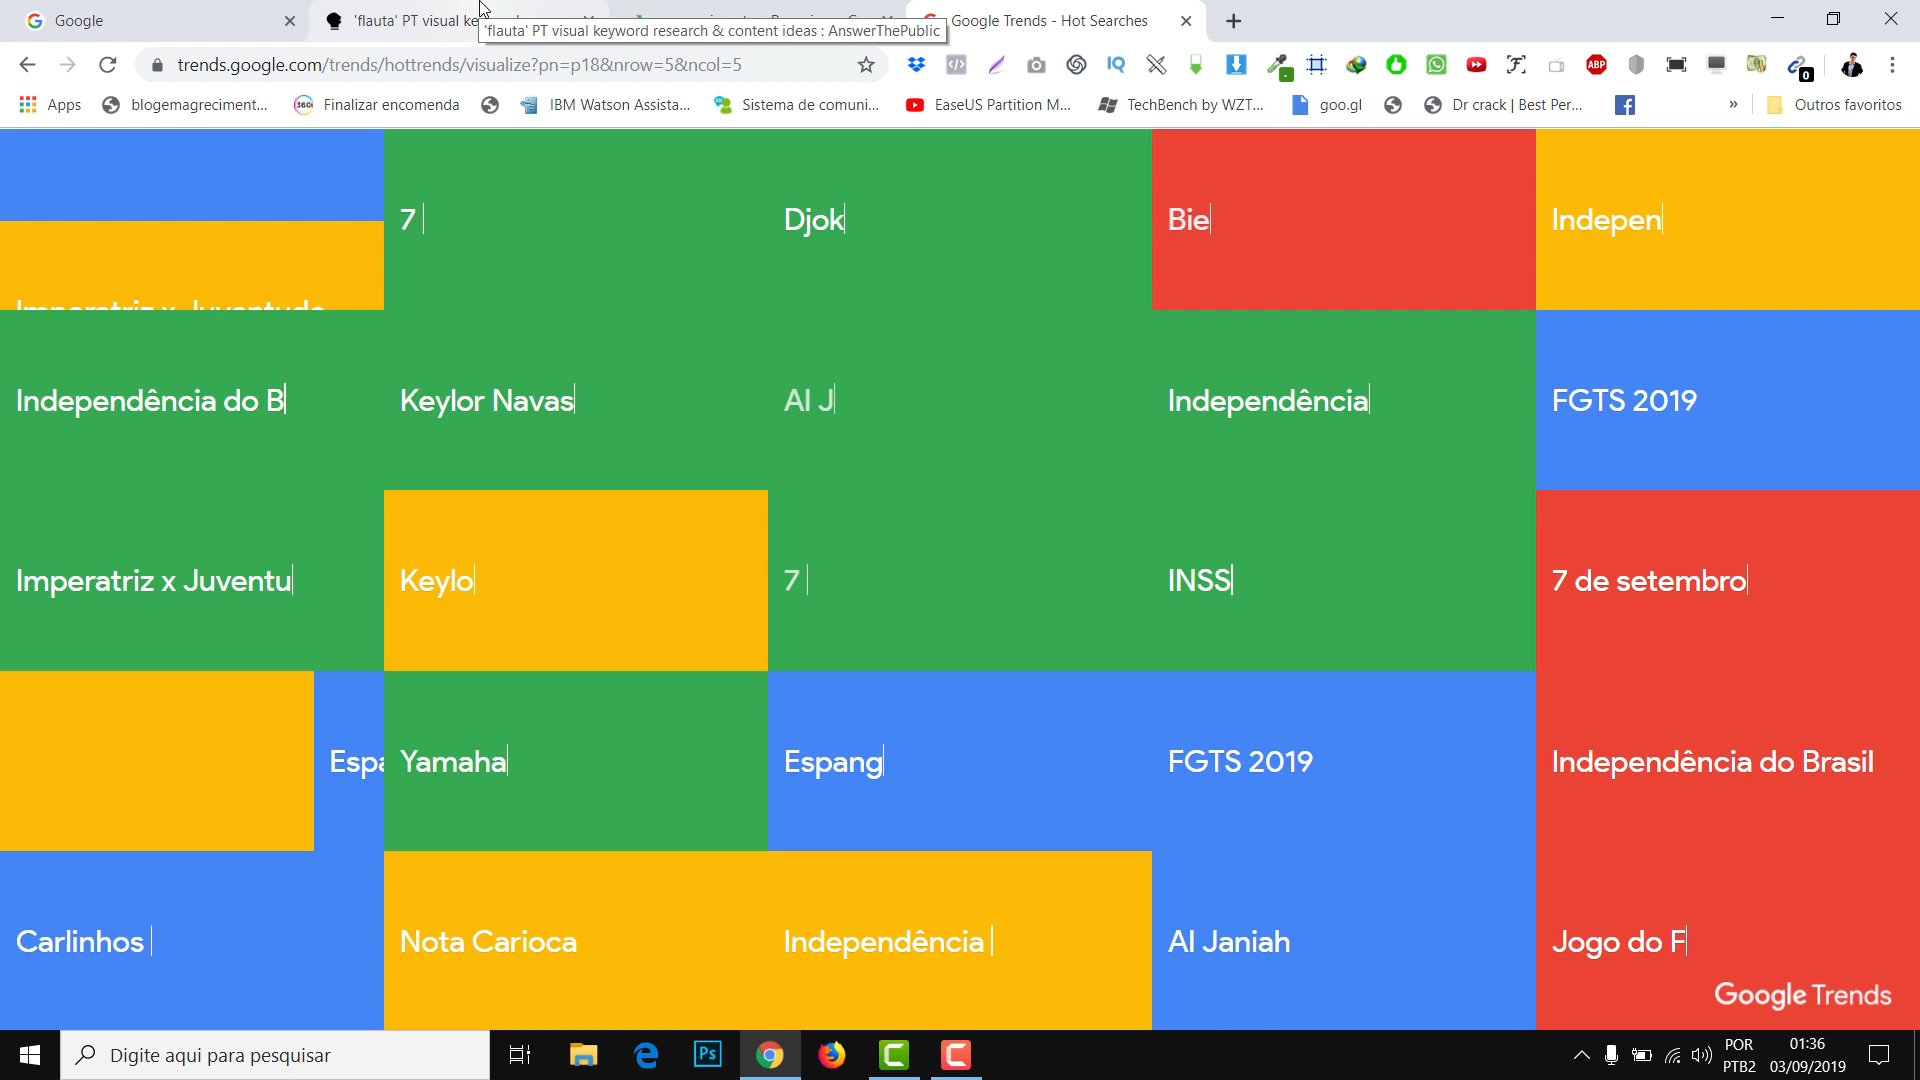 Google
'flauta' PT visual ke
Google Trends - Hot Searches
'flauta' PT visual keyword research & content ideas : AnswerThePublic
trends.google.com/trends/hottrends/visualize?pn=p18&nrow=5&ncol=5
Apps
blogemagreciment...
Finalizar encomenda
IBM Watson Assista...
Sistema de comuni...
EaseUS Partition M...
TechBench by WZT...
goo.gl
Dr crack | Best Per...
»
Outros favoritos
Imperatriz x Juventude
7
Djok
Bie
Indepen
Independência do B
Keylor Navas
Al J
Independência
FGTS 2019
Imperatriz x Juventu
Keylo
7
INSS
7 de setembro
Espa
Yamaha
Espang
FGTS 2019
Independência do Brasil
Carlinhos
Nota Carioca
Independência
Al Janiah
Jogo do F
Google Trends
Digite aqui para pesquisar
Ps
POR
PTB2
01:36
03/09/2019